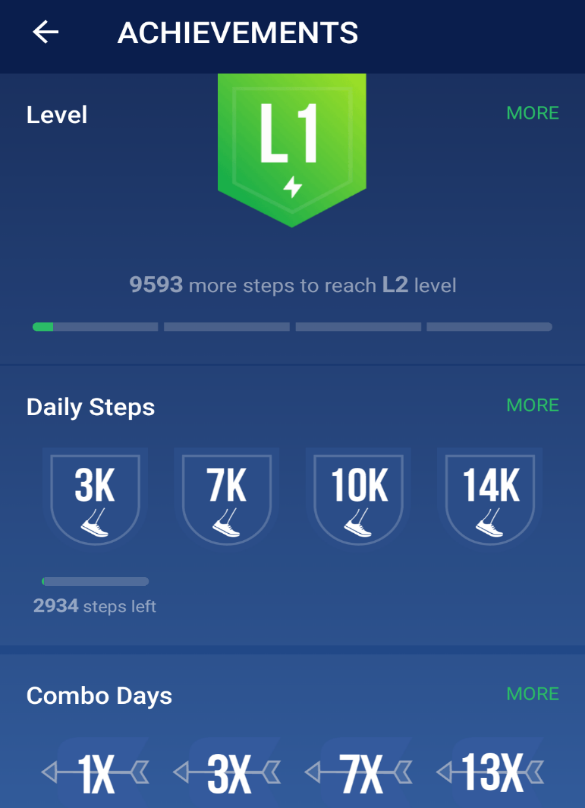 ACHIEVEMENTS
Level
L1
MORE
9593 more steps to reach L2 level
Daily Steps
MORE
3K 7K 10K 14K
2934 steps left
Combo Days
MORE
1X 3X 7X 13X